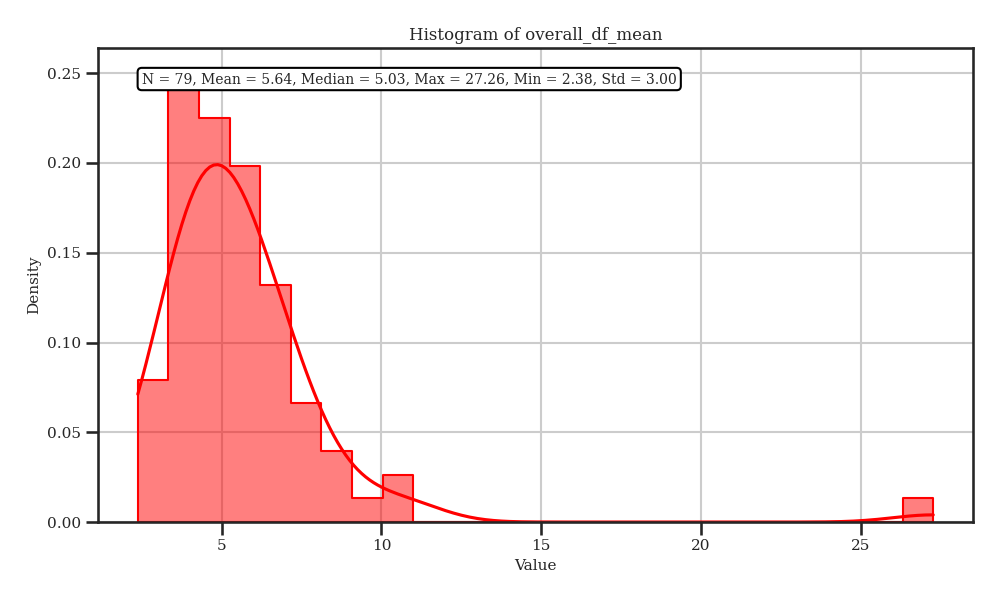 Histogram of overall_df_mean
N = 79, Mean = 5.64, Median = 5.03, Max = 27.26, Min = 2.38, Std = 3.00
0.25
0.20
0.15
0.10
0.05
0.00
Density
5 10 15 20 25
Value